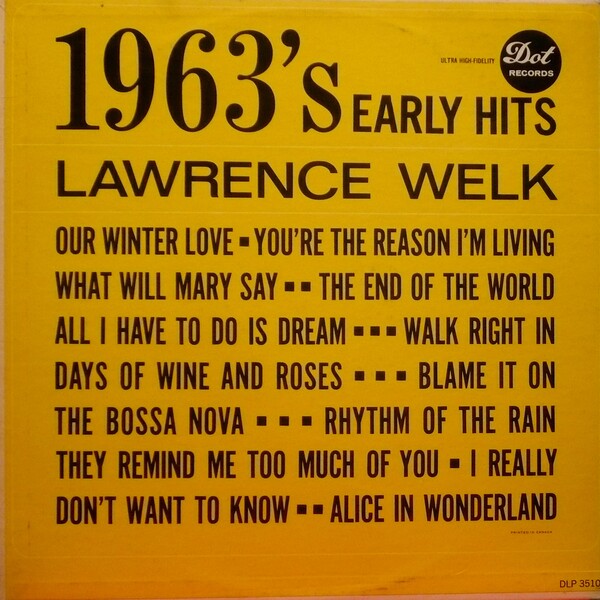 1963's EARLY HITS
ULTRA HIGH-FIDELITY
Dot
RECORDS
LAWRENCE WELK
OUR WINTER LOVE ▪ YOU'RE THE REASON I'M LIVING
WHAT WILL MARY SAY ▪ ▪ THE END OF THE WORLD
ALL I HAVE TO DO IS DREAM ▪ ▪ ▪ WALK RIGHT IN
DAYS OF WINE AND ROSES ▪ ▪ ▪ BLAME IT ON
THE BOSSA NOVA ▪ ▪ ▪ RHYTHM OF THE RAIN
THEY REMIND ME TOO MUCH OF YOU ▪ I REALLY
DON'T WANT TO KNOW ▪ ▪ ALICE IN WONDERLAND
DLP 3510